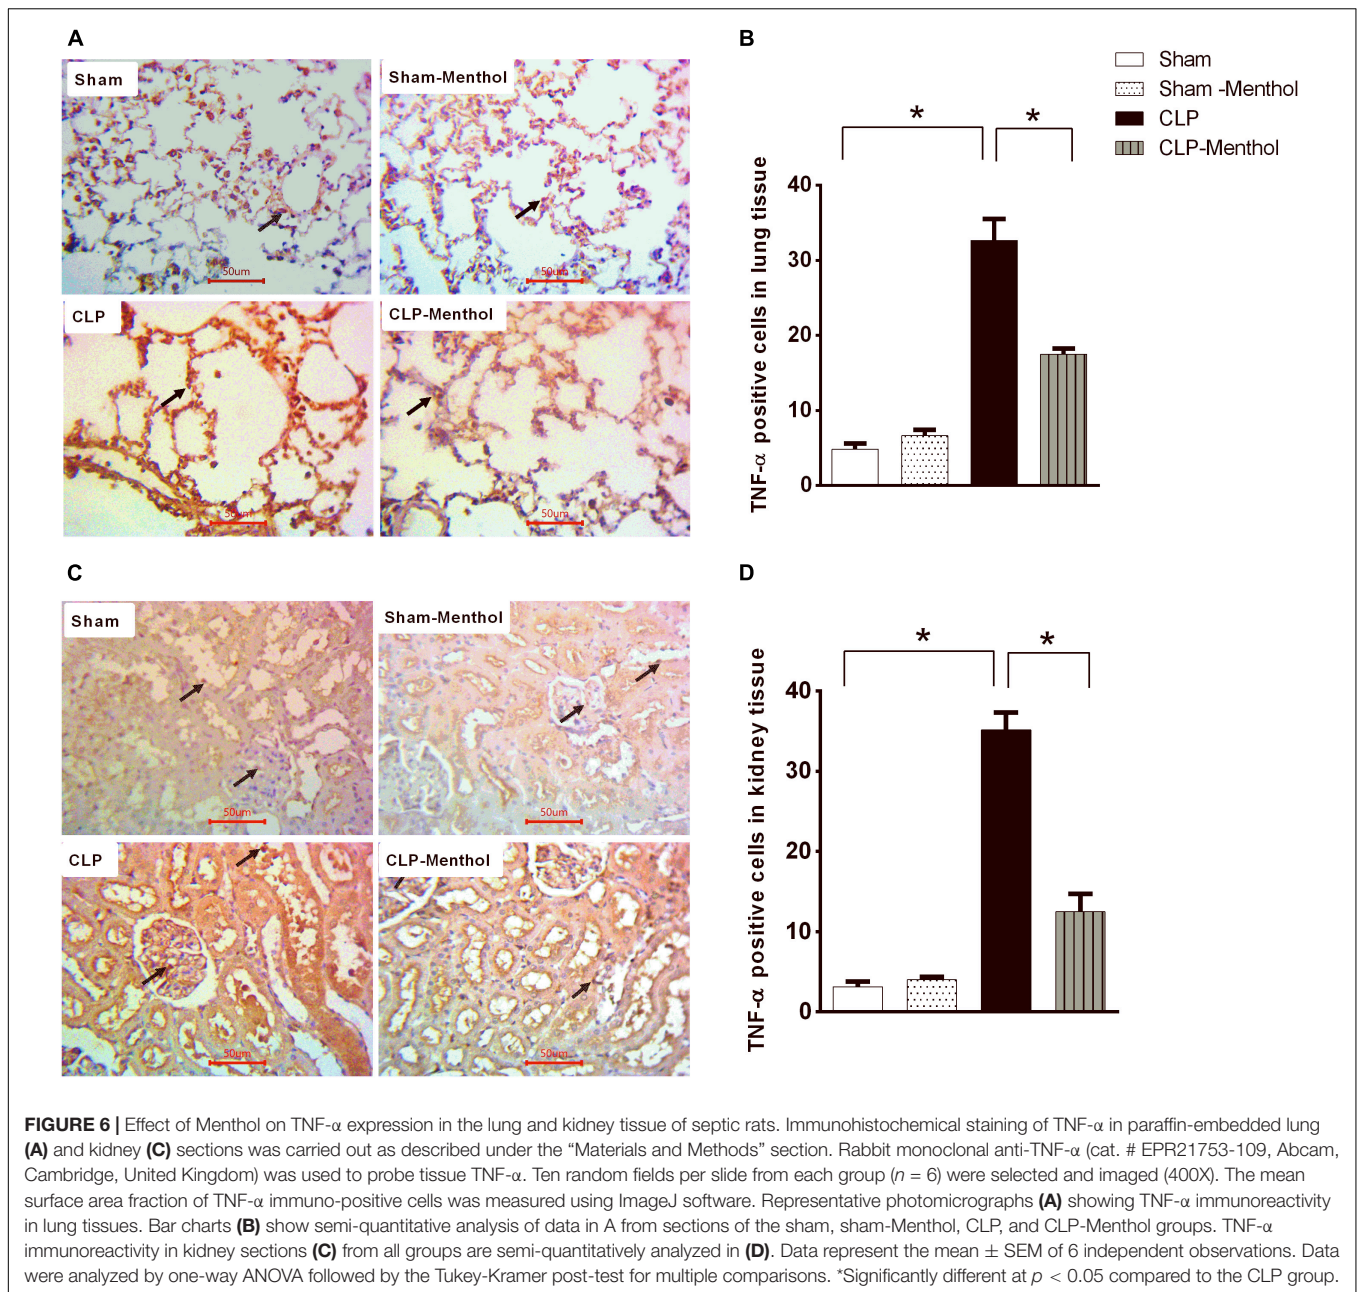 A
Sham
50um
Sham-Menthol
50um
CLP
50um
CLP-Menthol
50um
B
Sham
Sham -Menthol
CLP
CLP-Menthol
*
*
TNF-α positive cells in lung tissue
40
30
20
10
0
C
Sham
50um
Sham-Menthol
50um
CLP
50um
CLP-Menthol
50um
D
*
*
TNF-α positive cells in kidney tissue
40
30
20
10
0
FIGURE 6 | Effect of Menthol on TNF-α expression in the lung and kidney tissue of septic rats. Immunohistochemical staining of TNF-α in paraffin-embedded lung
(A) and kidney (C) sections was carried out as described under the “Materials and Methods” section. Rabbit monoclonal anti-TNF-α (cat. # EPR21753-109, Abcam,
Cambridge, United Kingdom) was used to probe tissue TNF-α. Ten random fields per slide from each group (n = 6) were selected and imaged (400X). The mean
surface area fraction of TNF-α immuno-positive cells was measured using ImageJ software. Representative photomicrographs (A) showing TNF-α immunoreactivity
in lung tissues. Bar charts (B) show semi-quantitative analysis of data in A from sections of the sham, sham-Menthol, CLP, and CLP-Menthol groups. TNF-α
immunoreactivity in kidney sections (C) from all groups are semi-quantitatively analyzed in (D). Data represent the mean ± SEM of 6 independent observations. Data
were analyzed by one-way ANOVA followed by the Tukey-Kramer post-test for multiple comparisons. *Significantly different at p < 0.05 compared to the CLP group.